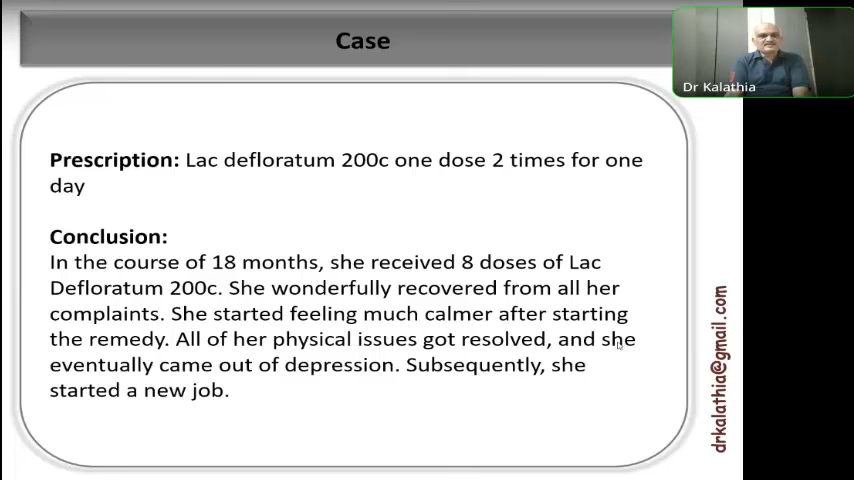 Case
Dr Kalathia
Prescription: Lac defloratum 200c one dose 2 times for one
day
Conclusion:
In the course of 18 months, she received 8 doses of Lac
Defloratum 200c. She wonderfully recovered from all her
complaints. She started feeling much calmer after starting
the remedy. All of her physical issues got resolved, and she
eventually came out of depression. Subsequently, she
started a new job.
drkalathia@gmail.com